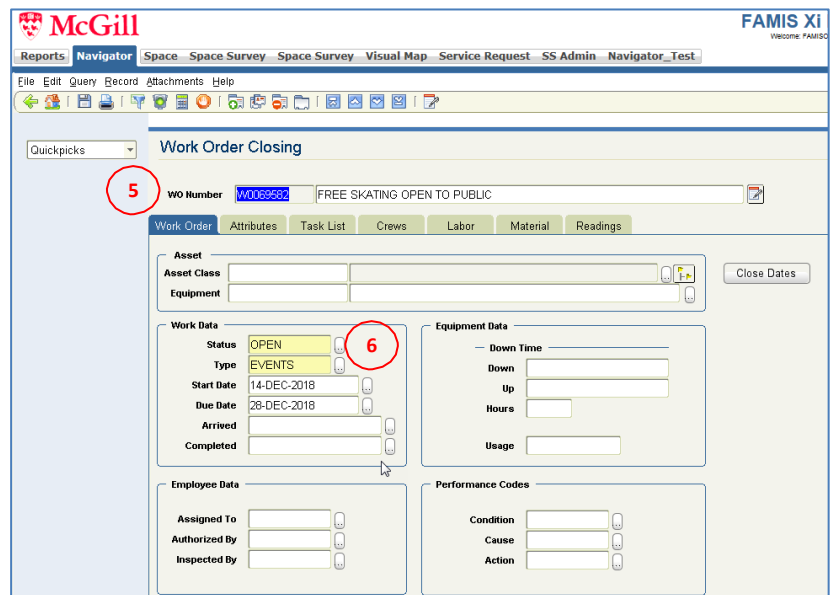 McGill
FAMIS Xi
Welcome: FAMISO
Reports Navigator Space Space Survey Space Survey Visual Map Service Request SS Admin Navigator_Test
File Edit Query Record Attachments Help
Quickpicks
Work Order Closing
5
WO Number W0069582 FREE SKATING OPEN TO PUBLIC
Work Order Attributes Task List Crews Labor Material Readings
Asset
Asset Class .. Close Dates
Equipment ..
Work Data
Status OPEN .. 6
Type EVENTS ..
Start Date 14-DEC-2018 ..
Due Date 28-DEC-2018 ..
Arrived ..
Completed ..
Equipment Data
Down Time
Down
Up
Hours
Usage
Employee Data
Assigned To ..
Authorized By ..
Inspected By ..
Performance Codes
Condition ..
Cause ..
Action ..